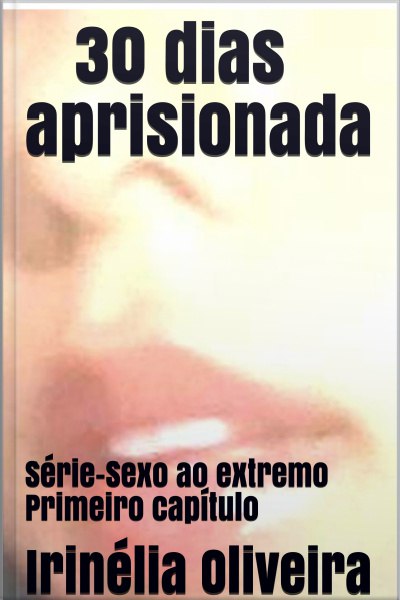 30 dias
aprisionada
Série-Sexo ao extremo
Primeiro capítulo
Irinélia Oliveira